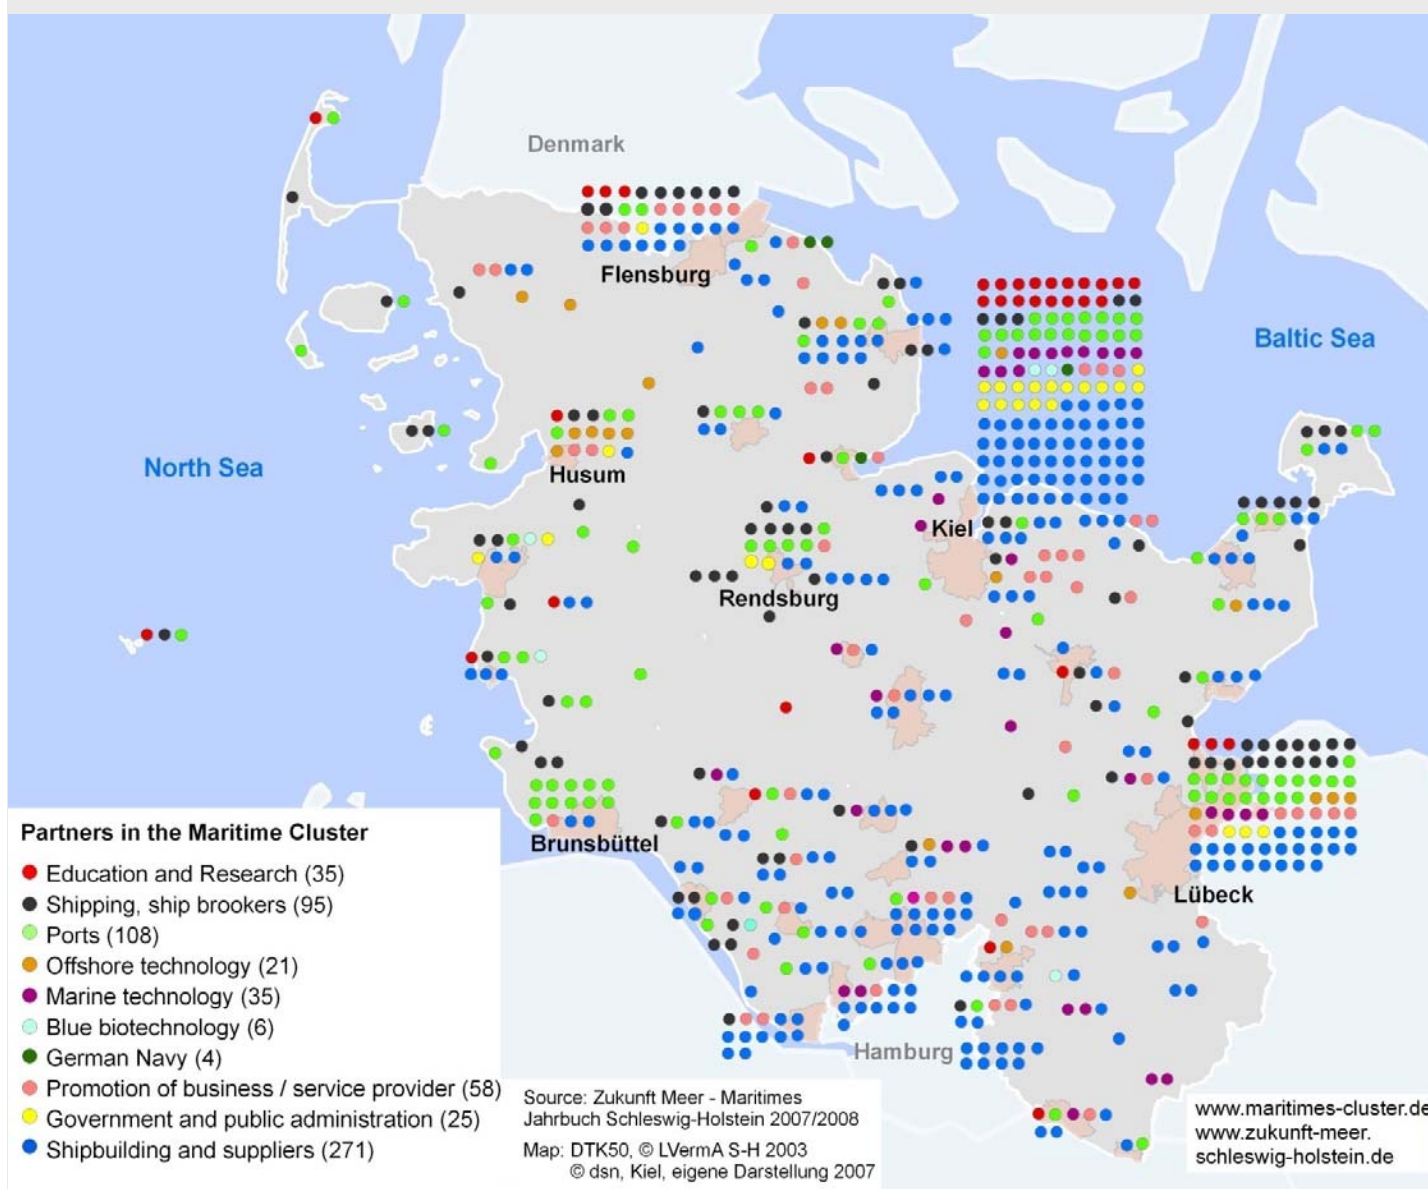 Denmark
Flensburg
Baltic Sea
North Sea
Husum
Kiel
Rendsburg
Brunsbüttel
Lübeck
Hamburg
Partners in the Maritime Cluster
Education and Research (35)
Shipping, ship brookers (95)
Ports (108)
Offshore technology (21)
Marine technology (35)
Blue biotechnology (6)
German Navy (4)
Promotion of business / service provider (58)
Government and public administration (25)
Shipbuilding and suppliers (271)
Source: Zukunft Meer - Maritimes
Jahrbuch Schleswig-Holstein 2007/2008
Map: DTK50, © LVermA S-H 2003
© dsn, Kiel, eigene Darstellung 2007
www.maritimes-cluster.de
www.zukunft-meer.
schleswig-holstein.de